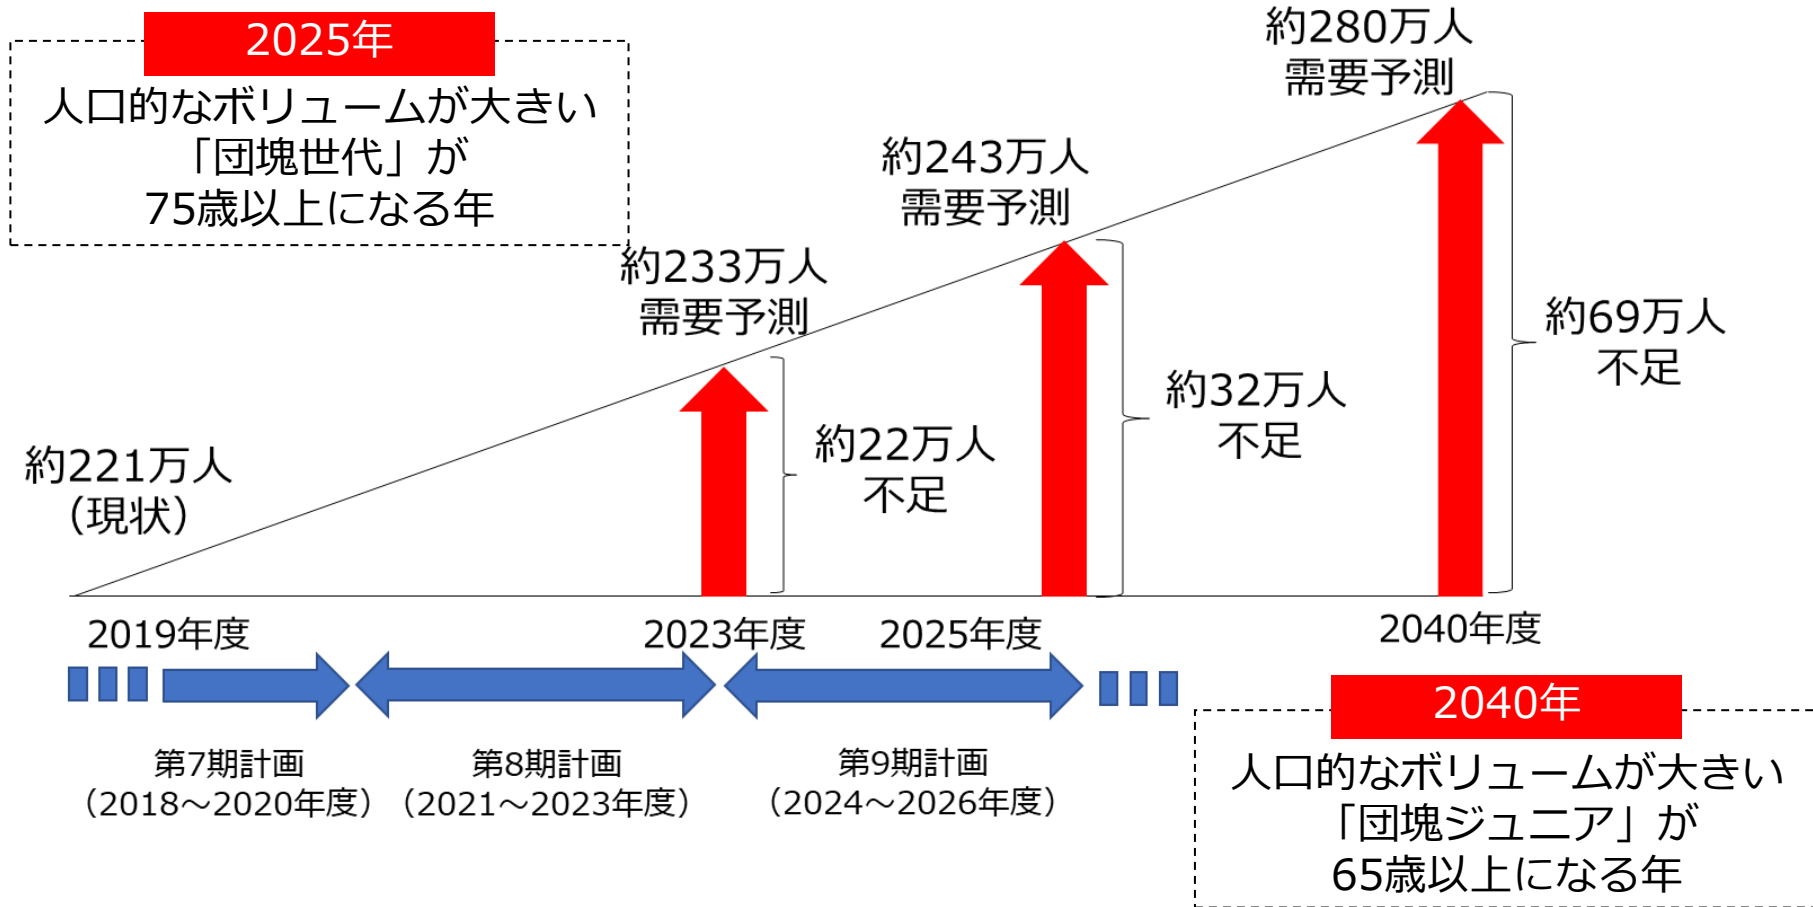 2025年
人口的なボリュームが大きい
「団塊世代」が
75歳以上になる年
約280万人
需要予測
約243万人
需要予測
約233万人
需要予測
約221万人
（現状）
約22万人
不足
約32万人
不足
約69万人
不足
2019年度
2023年度
2025年度
2040年度
第7期計画
（2018～2020年度）
第8期計画
（2021～2023年度）
第9期計画
（2024～2026年度）
2040年
人口的なボリュームが大きい
「団塊ジュニア」が
65歳以上になる年